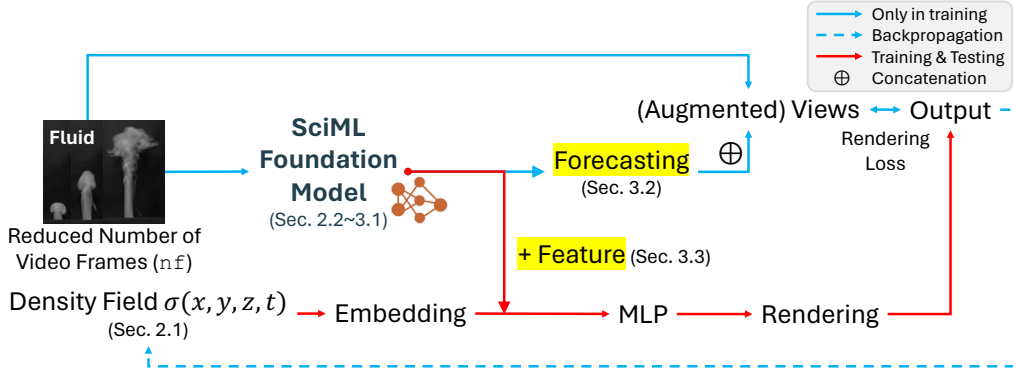 Only in training
Backpropagation
Training & Testing
⊕ Concatenation
(Augmented) Views
Output
Rendering
Loss
Fluid
SciML
Foundation
Model
(Sec. 2.2~3.1)
Forecasting
(Sec. 3.2)
⊕
Reduced Number of
Video Frames (nf)
+ Feature (Sec. 3.3)
Density Field σ(x, y, z, t)
(Sec. 2.1)
Embedding
MLP
Rendering